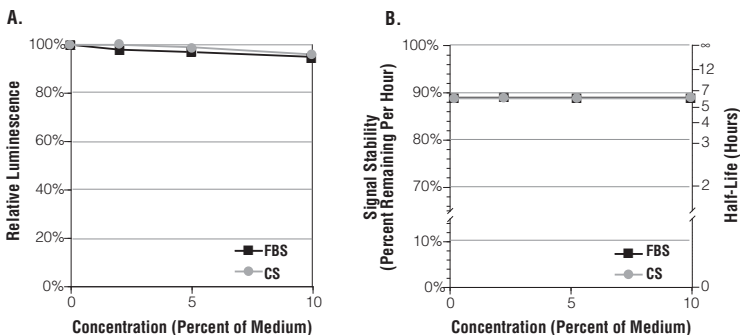 A.
100%
80%
60%
40%
20%
0%
Relative Luminescence
FBS
CS
0
5
10
Concentration (Percent of Medium)
B.
100%
90%
80%
70%
10%
0%
Signal Stability
(Percent Remaining Per Hour)
∞
12
7
5
4
3
2
0
Half-Life (Hours)
FBS
CS
0
5
10
Concentration (Percent of Medium)